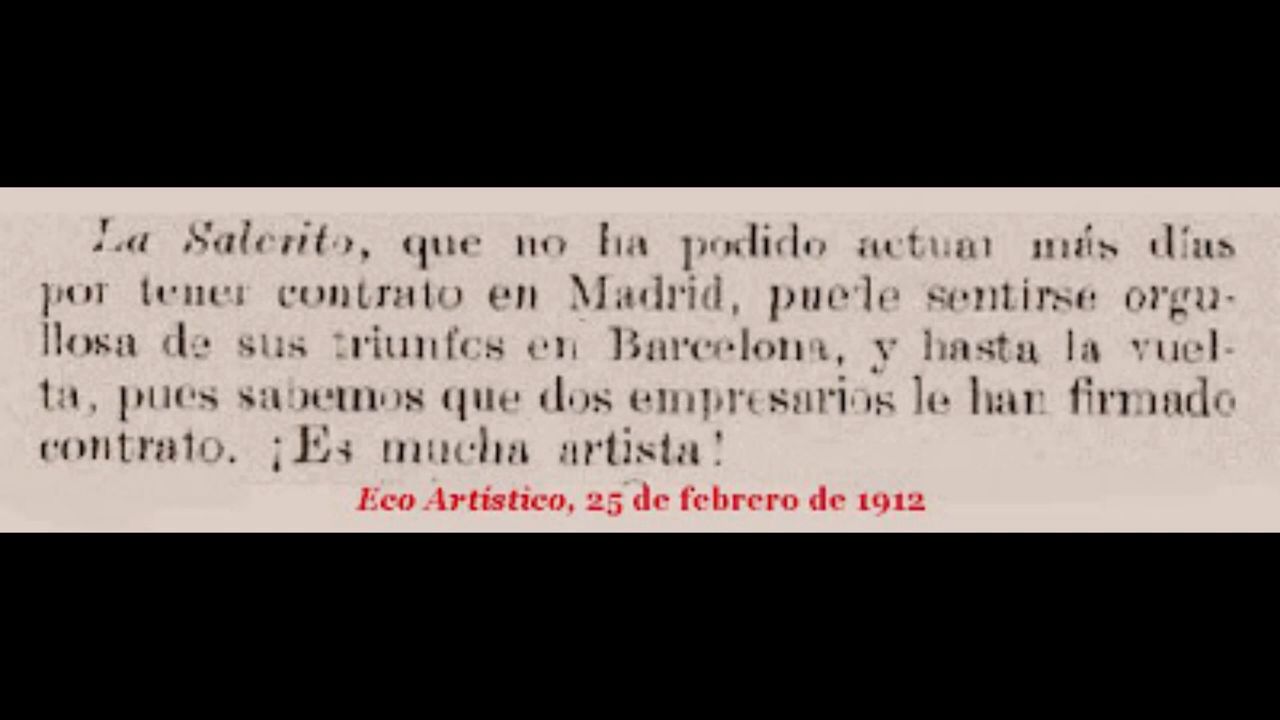 La Salerito, que no ha podido actuar más días
por tener contrato en Madrid, puede sentirse orgu-
llosa de sus triunfos en Barcelona, y hasta la vuel-
ta, pues sabemos que dos empresarios le han firmado
contrato. ¡Es mucha artista!
Eco Artístico, 25 de febrero de 1912